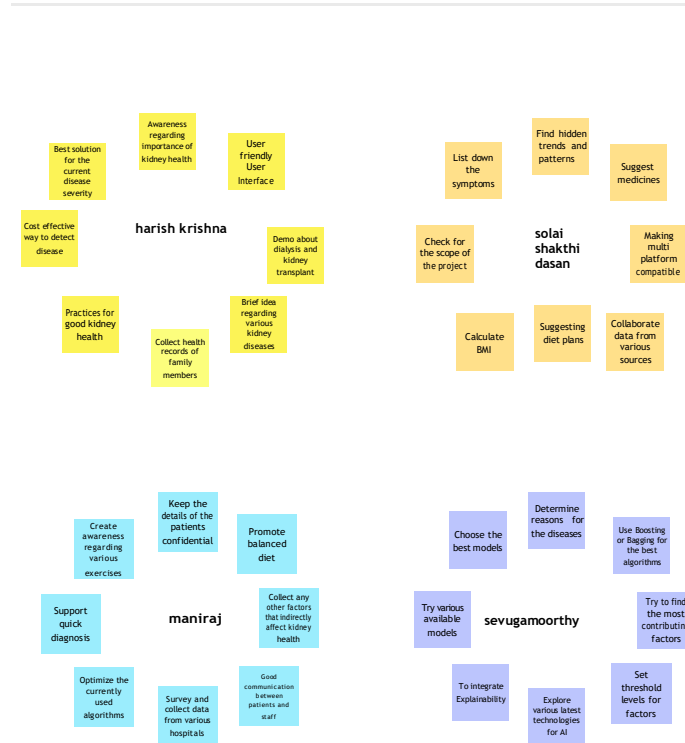 Awareness
regarding
importance of
kidney health
Best solution
for the
current
disease
severity
User
friendly
User
Interface
Cost effective
way to detect
disease
harish krishna
Demo about
dialysis and
kidney
transplant
Practices for
good kidney
health
Brief idea
regarding
various
kidney
diseases
Collect health
records of
family
members
Find hidden
trends and
patterns
List down
the
symptoms
Suggest
medicines
Check for
the scope of
the project
solai
shakthi
dasan
Making
multi
platform
compatible
Calculate
BMI
Suggesting
diet plans
Collaborate
data from
various
sources
Keep the
details of the
patients
confidential
Create
awareness
regarding
various
exercises
Promote
balanced
diet
Support
quick
diagnosis
maniraj
Collect any
other factors
that indirectly
affect kidney
health
Optimize the
currently
used
algorithms
Survey and
collect data
from various
hospitals
Good
communication
between
patients and
staff
Determine
reasons for
the diseases
Choose the
best models
Use Boosting
or Bagging for
the best
algorithms
Try various
available
models
sevugamoorthy
Try to find
the most
contributin
factors
To integrate
Explainability
Explore
various latest
technologies
for AI
Set
threshold
levels for
factors